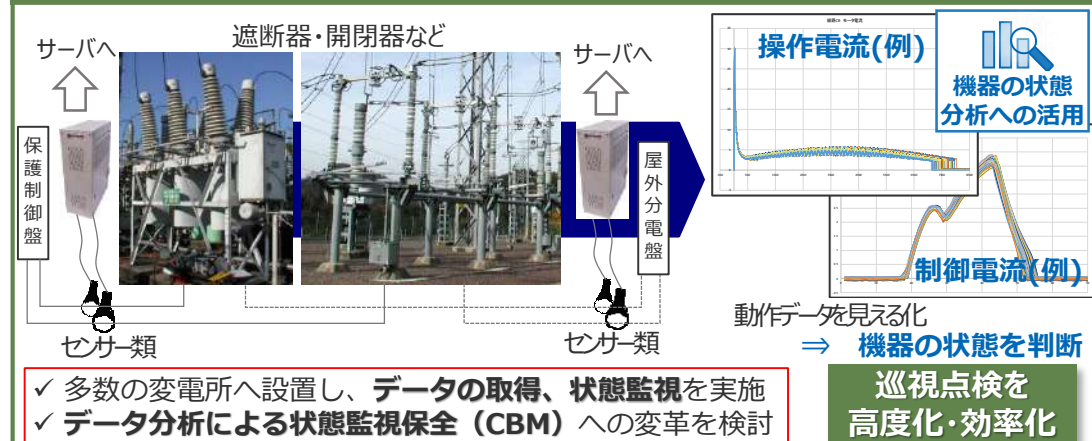 遮断器・開閉器など
サーバへ
サーバへ
保護制御盤
屋外分電盤
センサー類
センサー類
操作電流(例)
機器の状態
分析への活用
制御電流(例)
動作データを見える化
⇒ 機器の状態を判断
✓ 多数の変電所へ設置し、データの取得、状態監視を実施
✓ データ分析による状態監視保全（CBM）への変革を検討
巡視点検を
高度化・効率化